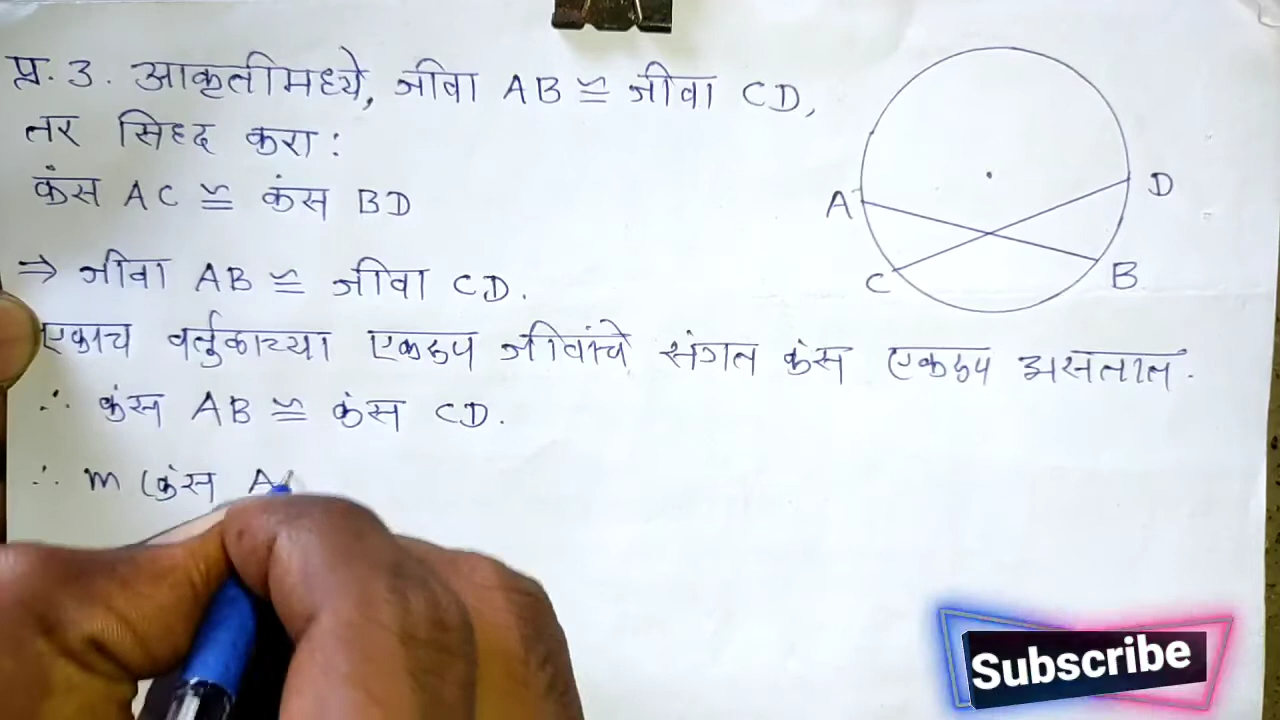 प्र. 3. आकृतीमध्ये, जीवा AB ≅ जीवा CD,
तर सिध्द करा:
कंस AC ≅ कंस BD
⇒ जीवा AB ≅ जीवा CD.
एकाच वर्तुळाच्या एकरूप जीवांचे संगत कंस एकरूप असतात.
∴ कंस AB ≅ कंस CD.
∴ m (कंस A
A
D
C
B
Subscribe